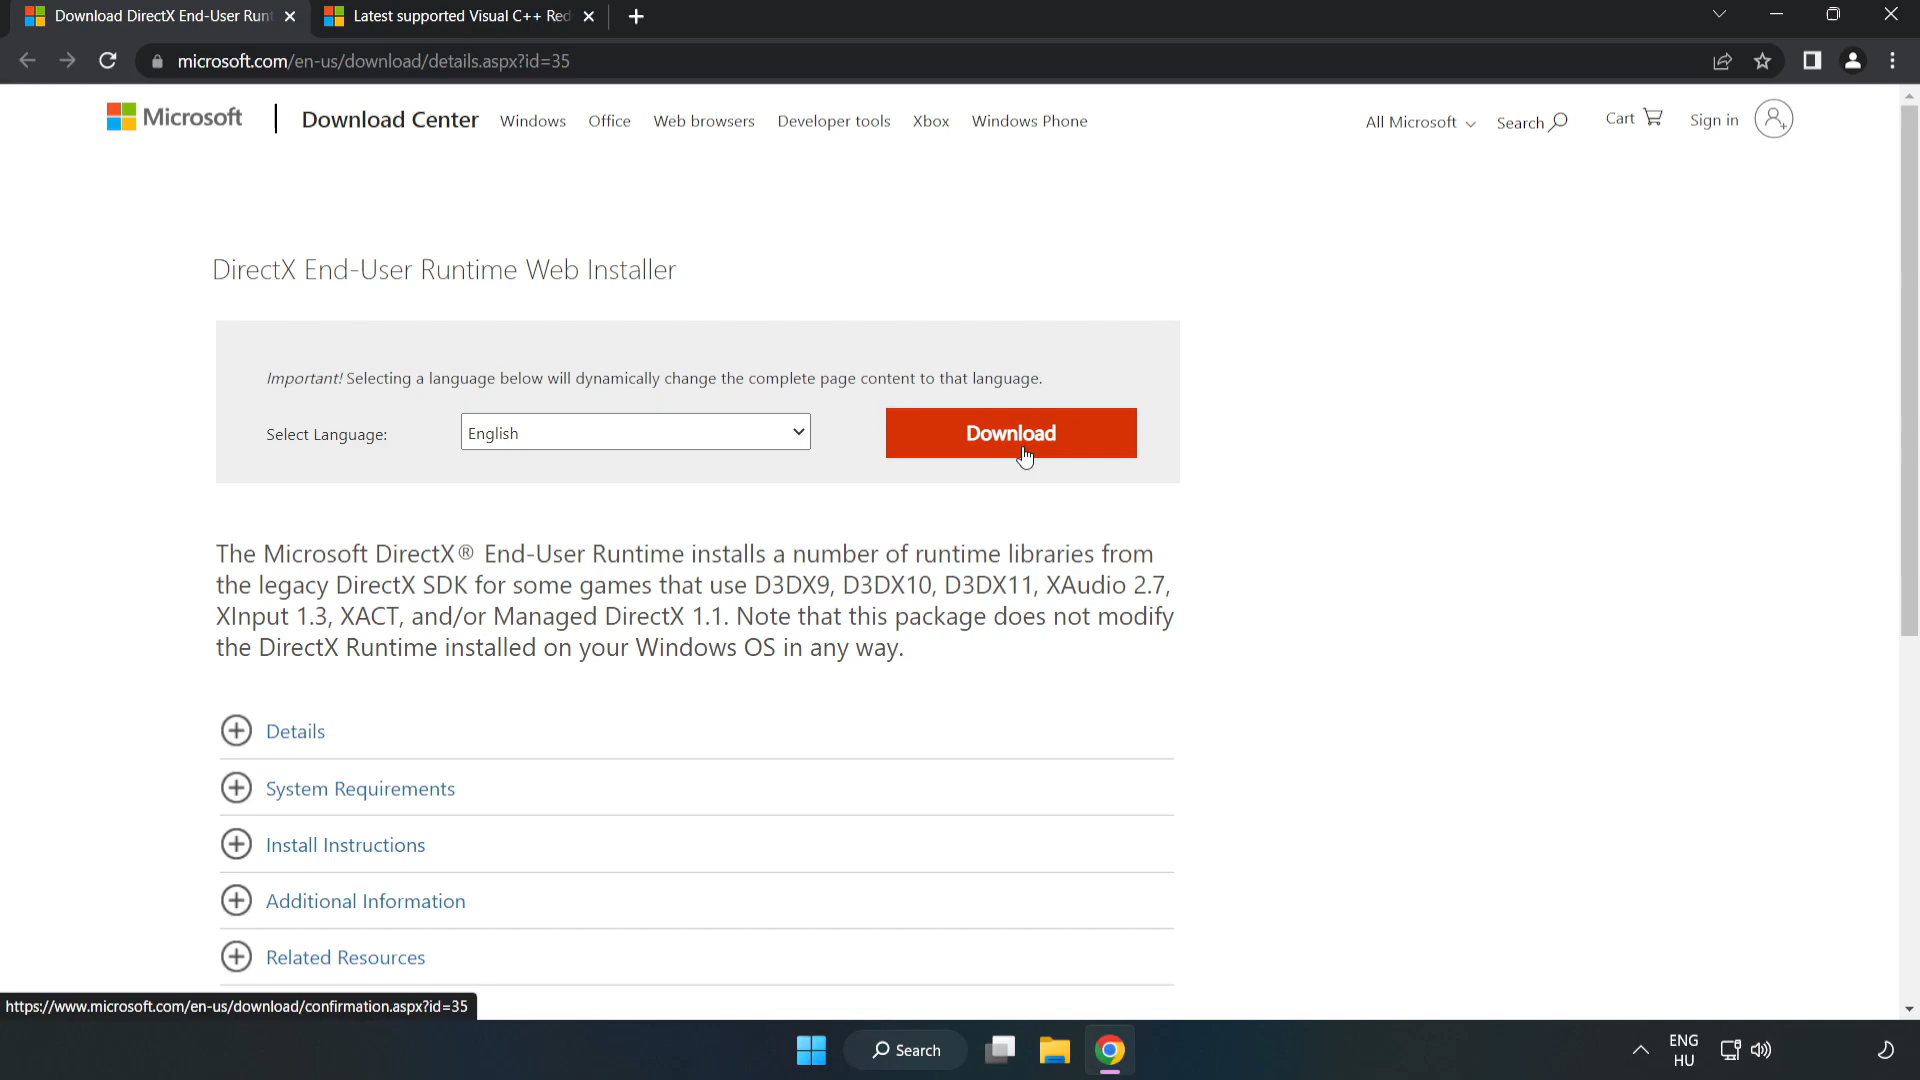 Download DirectX End-User Runt
Latest supported Visual C++ Red
microsoft.com/en-us/download/details.aspx?id=35
Microsoft
Download Center
Windows
Office
Web browsers
Developer tools
Xbox
Windows Phone
All Microsoft
Search
Cart
Sign in
DirectX End-User Runtime Web Installer
Important! Selecting a language below will dynamically change the complete page content to that language.
Select Language:
English
Download
The Microsoft DirectX® End-User Runtime installs a number of runtime libraries from
the legacy DirectX SDK for some games that use D3DX9, D3DX10, D3DX11, XAudio 2.7,
XInput 1.3, XACT, and/or Managed DirectX 1.1. Note that this package does not modify
the DirectX Runtime installed on your Windows OS in any way.
Details
System Requirements
Install Instructions
Additional Information
Related Resources
https://www.microsoft.com/en-us/download/confirmation.aspx?id=35
Search
ENG
HU